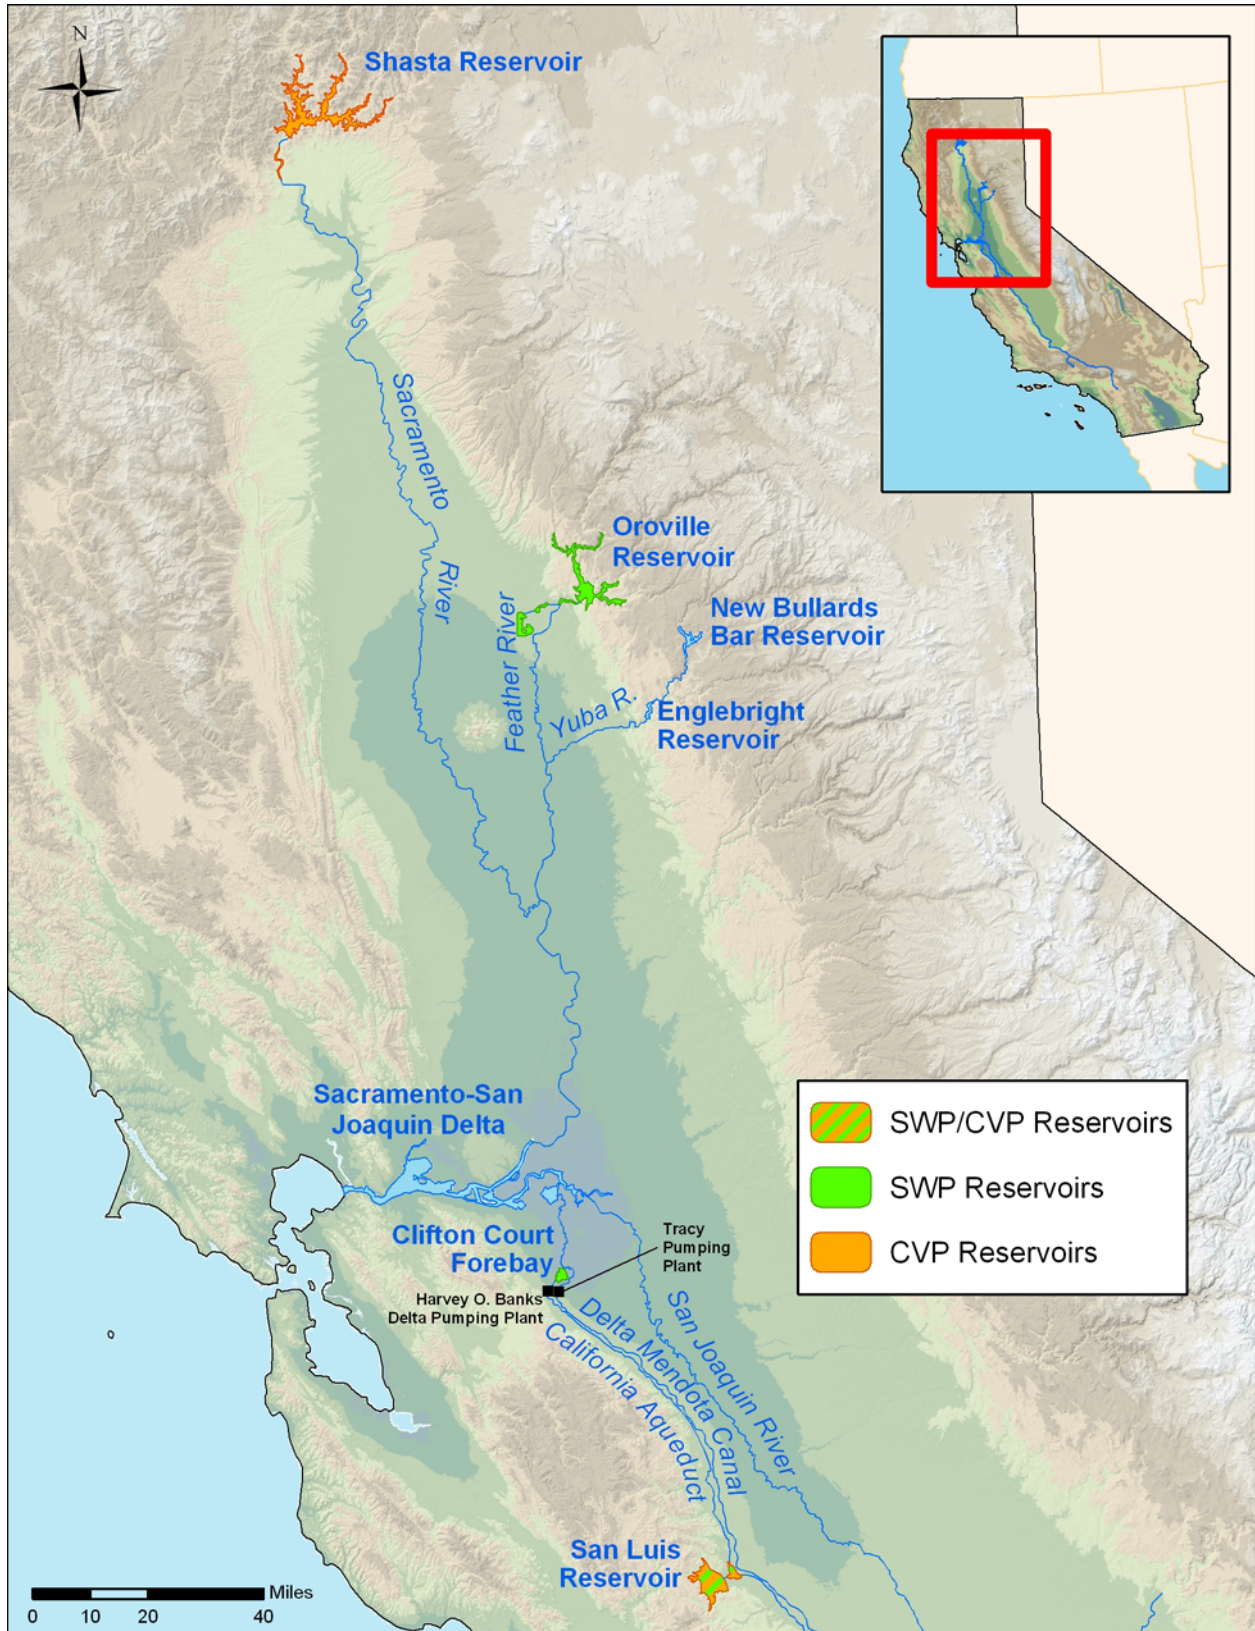 N
Shasta Reservoir
Sacramento
River
Oroville
Reservoir
New Bullards
Bar Reservoir
Feather River
Yuba R.
Englebright
Reservoir
Sacramento-San
Joaquin Delta
SWP/CVP Reservoirs
SWP Reservoirs
CVP Reservoirs
Clifton Court
Forebay
Tracy
Pumping
Plant
Harvey O. Banks
Delta Pumping Plant
Delta Mendota Canal
San Joaquin River
California Aqueduct
San Luis
Reservoir
Miles
0 10 20 40